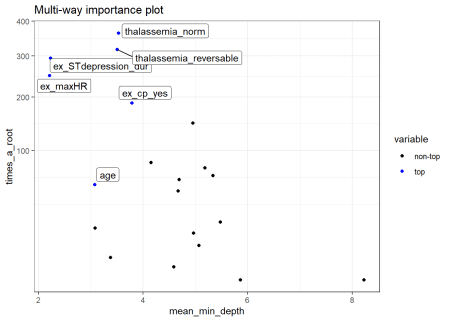 Multi-way importance plot
400
300
200
100
times_a_root
thalassemia_norm
thalassemia_reversable
ex_STdepression_dur
ex_maxHR
ex_cp_yes
age
variable
non-top
top
2
4
6
8
mean_min_depth